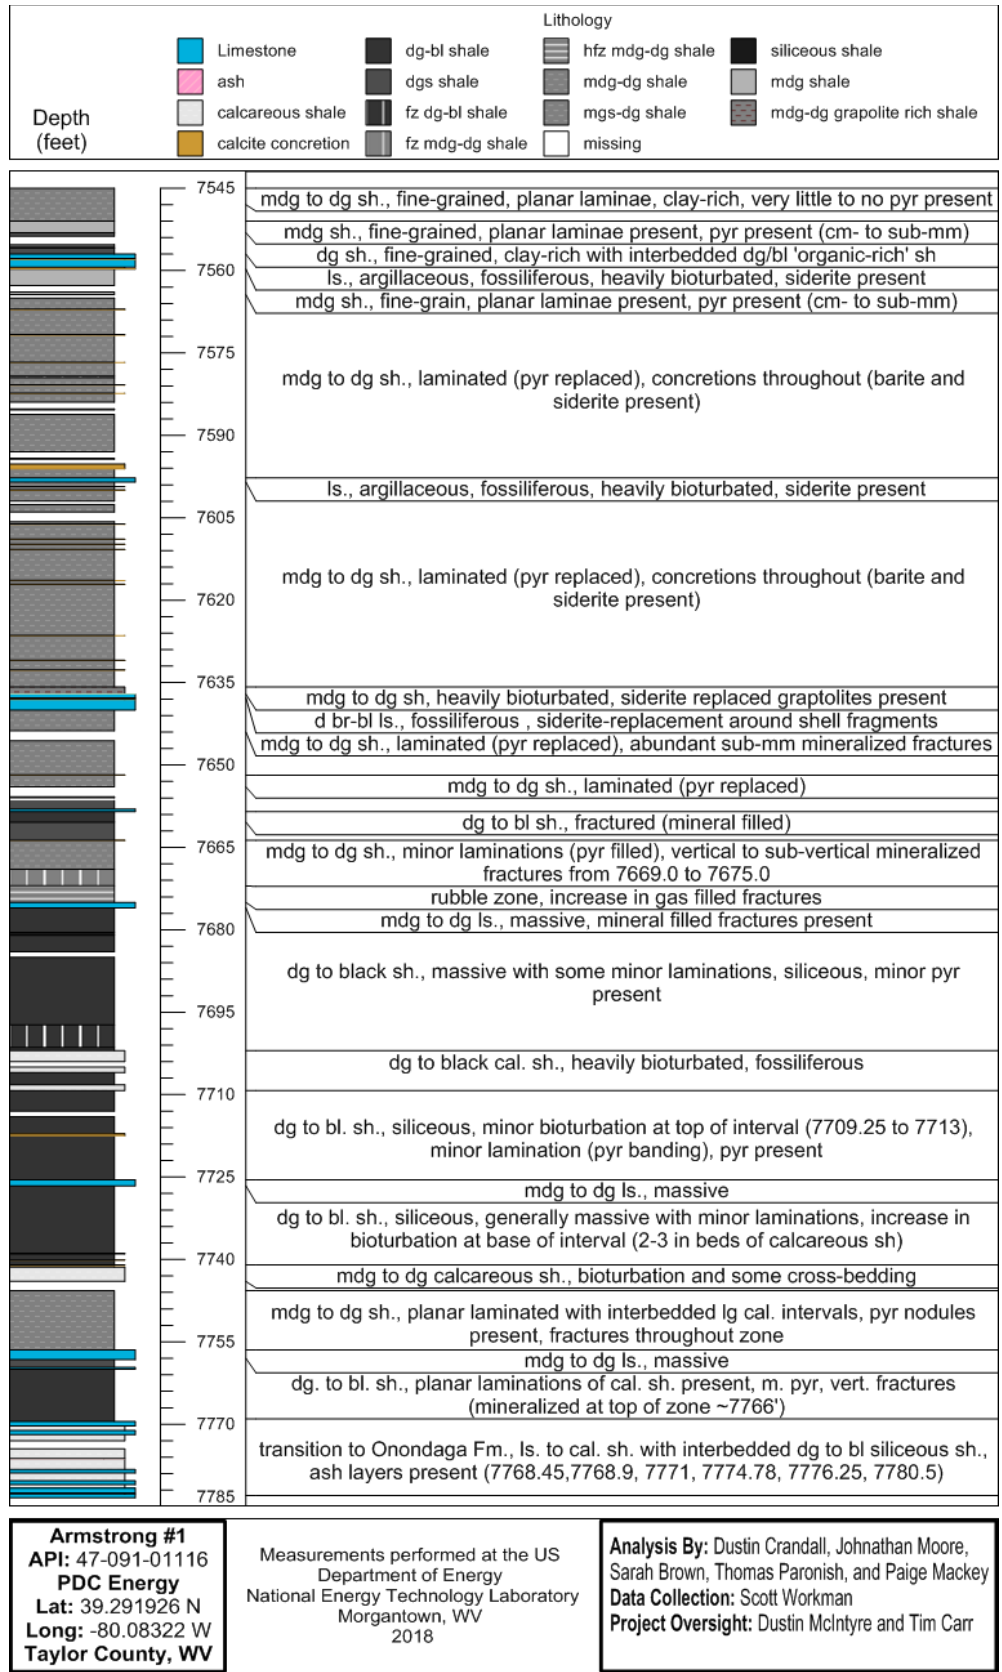 Lithology
Depth
(feet)
Limestone
dg-bl shale
hfz mdg-dg shale
siliceous shale
ash
dgs shale
mdg-dg shale
mdg shale
calcareous shale
fz dg-bl shale
mgs-dg shale
mdg-dg grapolite rich shale
calcite concretion
fz mdg-dg shale
missing
7545
mdg to dg sh., fine-grained, planar laminae, clay-rich, very little to no pyr present
mdg sh., fine-grained, planar laminae present, pyr present (cm- to sub-mm)
dg sh., fine-grained, clay-rich with interbedded dg/bl 'organic-rich' sh
7560
ls., argillaceous, fossiliferous, heavily bioturbated, siderite present
mdg sh., fine-grain, planar laminae present, pyr present (cm- to sub-mm)
7575
mdg to dg sh., laminated (pyr replaced), concretions throughout (barite and
siderite present)
7590
ls., argillaceous, fossiliferous, heavily bioturbated, siderite present
7605
mdg to dg sh., laminated (pyr replaced), concretions throughout (barite and
siderite present)
7620
7635
mdg to dg sh, heavily bioturbated, siderite replaced graptolites present
d br-bl ls., fossiliferous , siderite-replacement around shell fragments
mdg to dg sh., laminated (pyr replaced), abundant sub-mm mineralized fractures
7650
mdg to dg sh., laminated (pyr replaced)
dg to bl sh., fractured (mineral filled)
7665
mdg to dg sh., minor laminations (pyr filled), vertical to sub-vertical mineralized
fractures from 7669.0 to 7675.0
rubble zone, increase in gas filled fractures
mdg to dg ls., massive, mineral filled fractures present
7680
dg to black sh., massive with some minor laminations, siliceous, minor pyr
present
7695
dg to black cal. sh., heavily bioturbated, fossiliferous
7710
dg to bl. sh., siliceous, minor bioturbation at top of interval (7709.25 to 7713),
minor lamination (pyr banding), pyr present
7725
mdg to dg ls., massive
dg to bl. sh., siliceous, generally massive with minor laminations, increase in
bioturbation at base of interval (2-3 in beds of calcareous sh)
7740
mdg to dg calcareous sh., bioturbation and some cross-bedding
mdg to dg sh., planar laminated with interbedded lg cal. intervals, pyr nodules
present, fractures throughout zone
7755
mdg to dg ls., massive
dg. to bl. sh., planar laminations of cal. sh. present, m. pyr, vert. fractures
(mineralized at top of zone ~7766')
7770
transition to Onondaga Fm., ls. to cal. sh. with interbedded dg to bl siliceous sh.,
ash layers present (7768.45,7768.9, 7771, 7774.78, 7776.25, 7780.5)
7785
Armstrong #1
API: 47-091-01116
PDC Energy
Lat: 39.291926 N
Long: -80.08322 W
Taylor County, WV
Measurements performed at the US
Department of Energy
National Energy Technology Laboratory
Morgantown, WV
2018
Analysis By: Dustin Crandall, Johnathan Moore,
Sarah Brown, Thomas Paronish, and Paige Mackey
Data Collection: Scott Workman
Project Oversight: Dustin McIntyre and Tim Carr